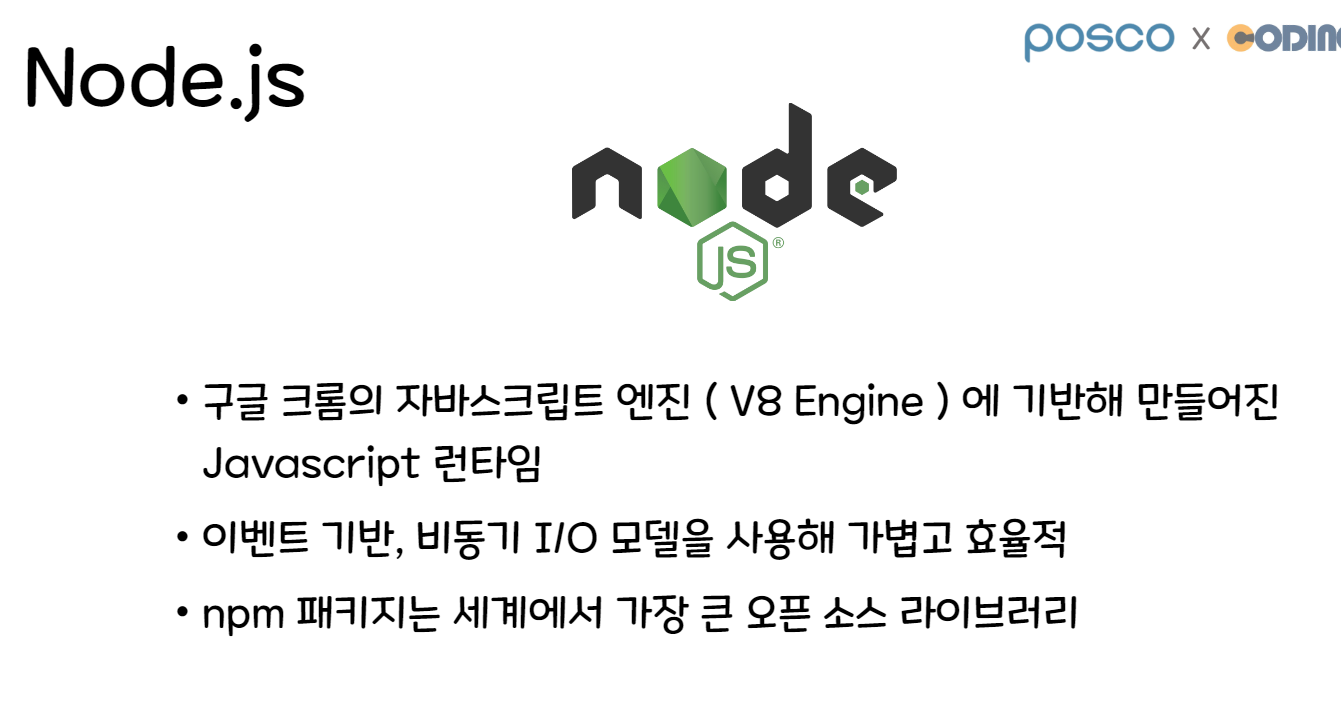 Node.js
posco x CODING
node
JS®
• 구글 크롬의 자바스크립트 엔진 ( V8 Engine ) 에 기반해 만들어진
Javascript 런타임
• 이벤트 기반, 비동기 I/O 모델을 사용해 가볍고 효율적
• npm 패키지는 세계에서 가장 큰 오픈 소스 라이브러리